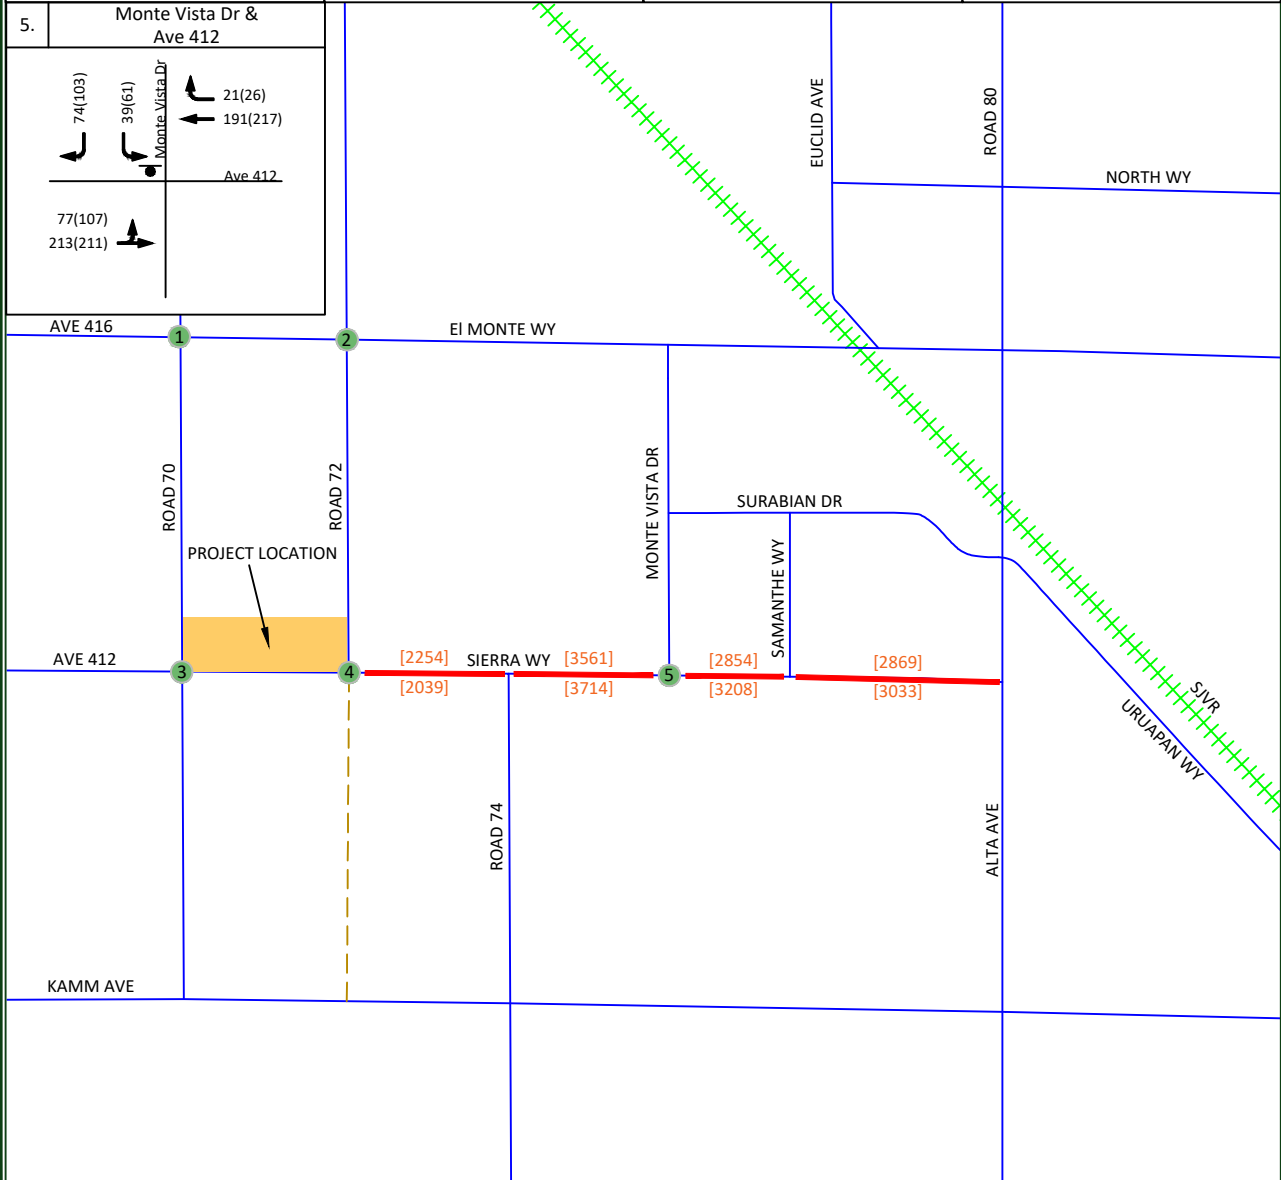 5.
Monte Vista Dr &
Ave 412
74(103)
39(61)
Monte Vista Dr
21(26)
191(217)
Ave 412
77(107)
213(211)
EUCLID AVE
ROAD 80
NORTH WY
AVE 416
1
2
El MONTE WY
ROAD 70
ROAD 72
MONTE VISTA DR
SURABIAN DR
SAMANTHE WY
PROJECT LOCATION
AVE 412
3
4
[2254]
SIERRA WY
[3561]
5
[2854]
[2869]
[2039]
[3714]
[3208]
[3033]
SJVR
URUAPAN WY
ROAD 74
ALTA AVE
KAMM AVE